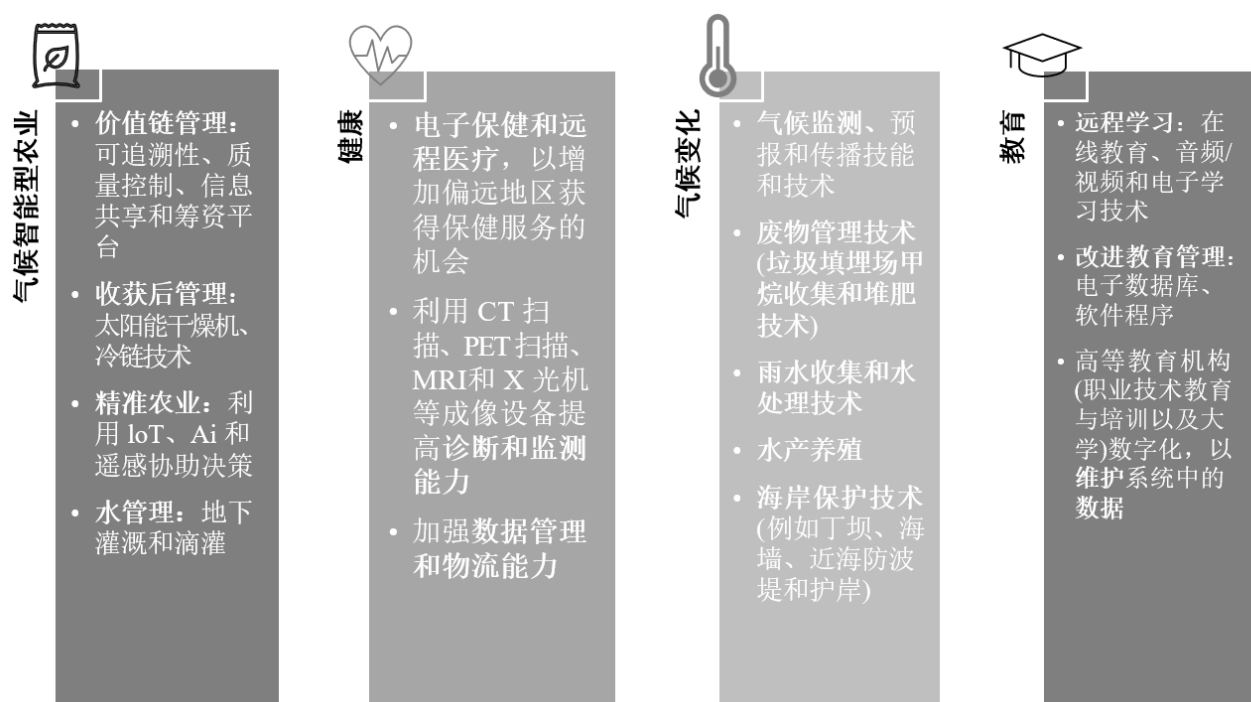 气候智能型农业
• 价值链管理：
可追溯性、质
量控制、信息
共享和筹资平
台
• 收获后管理：
太阳能干燥机、
冷链技术
• 精准农业：利
用 loT、Ai 和
遥感协助决策
• 水管理：地下
灌溉和滴灌
健康
• 电子保健和远
程医疗，以增
加偏远地区获
得保健服务的
机会
• 利用 CT 扫
描、PET扫描、
MRI和 X 光机
等成像设备提
高诊断和监测
能力
• 加强数据管理
和物流能力
气候变化
• 气候监测、预
报和传播技能
和技术
• 废物管理技术
(垃圾填埋场甲
烷收集和堆肥
技术)
• 雨水收集和水
处理技术
• 水产养殖
• 海岸保护技术
(例如丁坝、海
墙、近海防波
堤和护岸)
教育
• 远程学习：在
线教育、音频/
视频和电子学
习技术
• 改进教育管理：
电子数据库、
软件程序
• 高等教育机构
(职业技术教育
与培训以及大
学)数字化，以
维护系统中的
数据